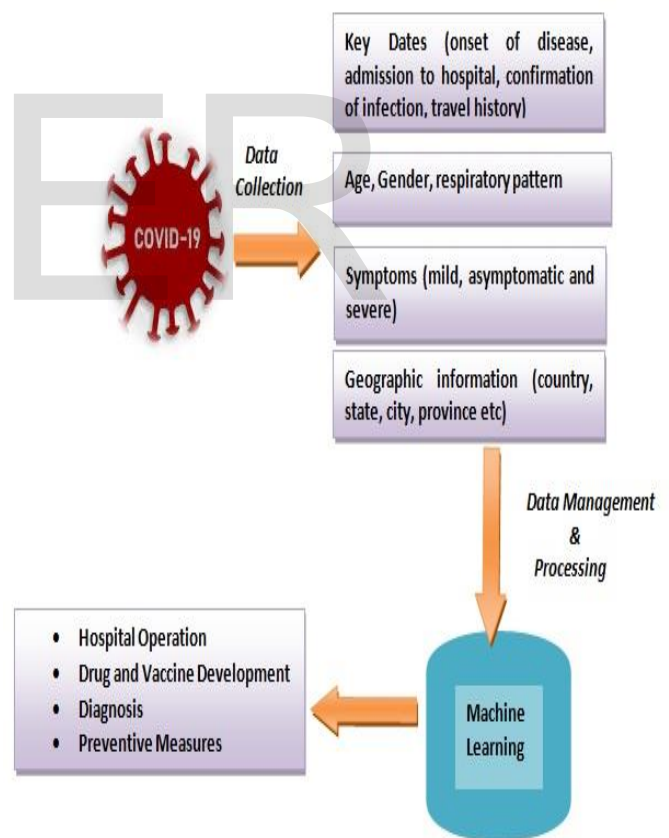 Key Dates (onset of disease,
admission to hospital, confirmation
of infection, travel history)
ER
Data
Collection
COVID-19
Age, Gender, respiratory pattern
Symptoms (mild, asymptomatic and
severe)
Geographic information (country,
state, city, province etc)
Data Management
&
Processing
• Hospital Operation
• Drug and Vaccine Development
• Diagnosis
• Preventive Measures
Machine
Learning